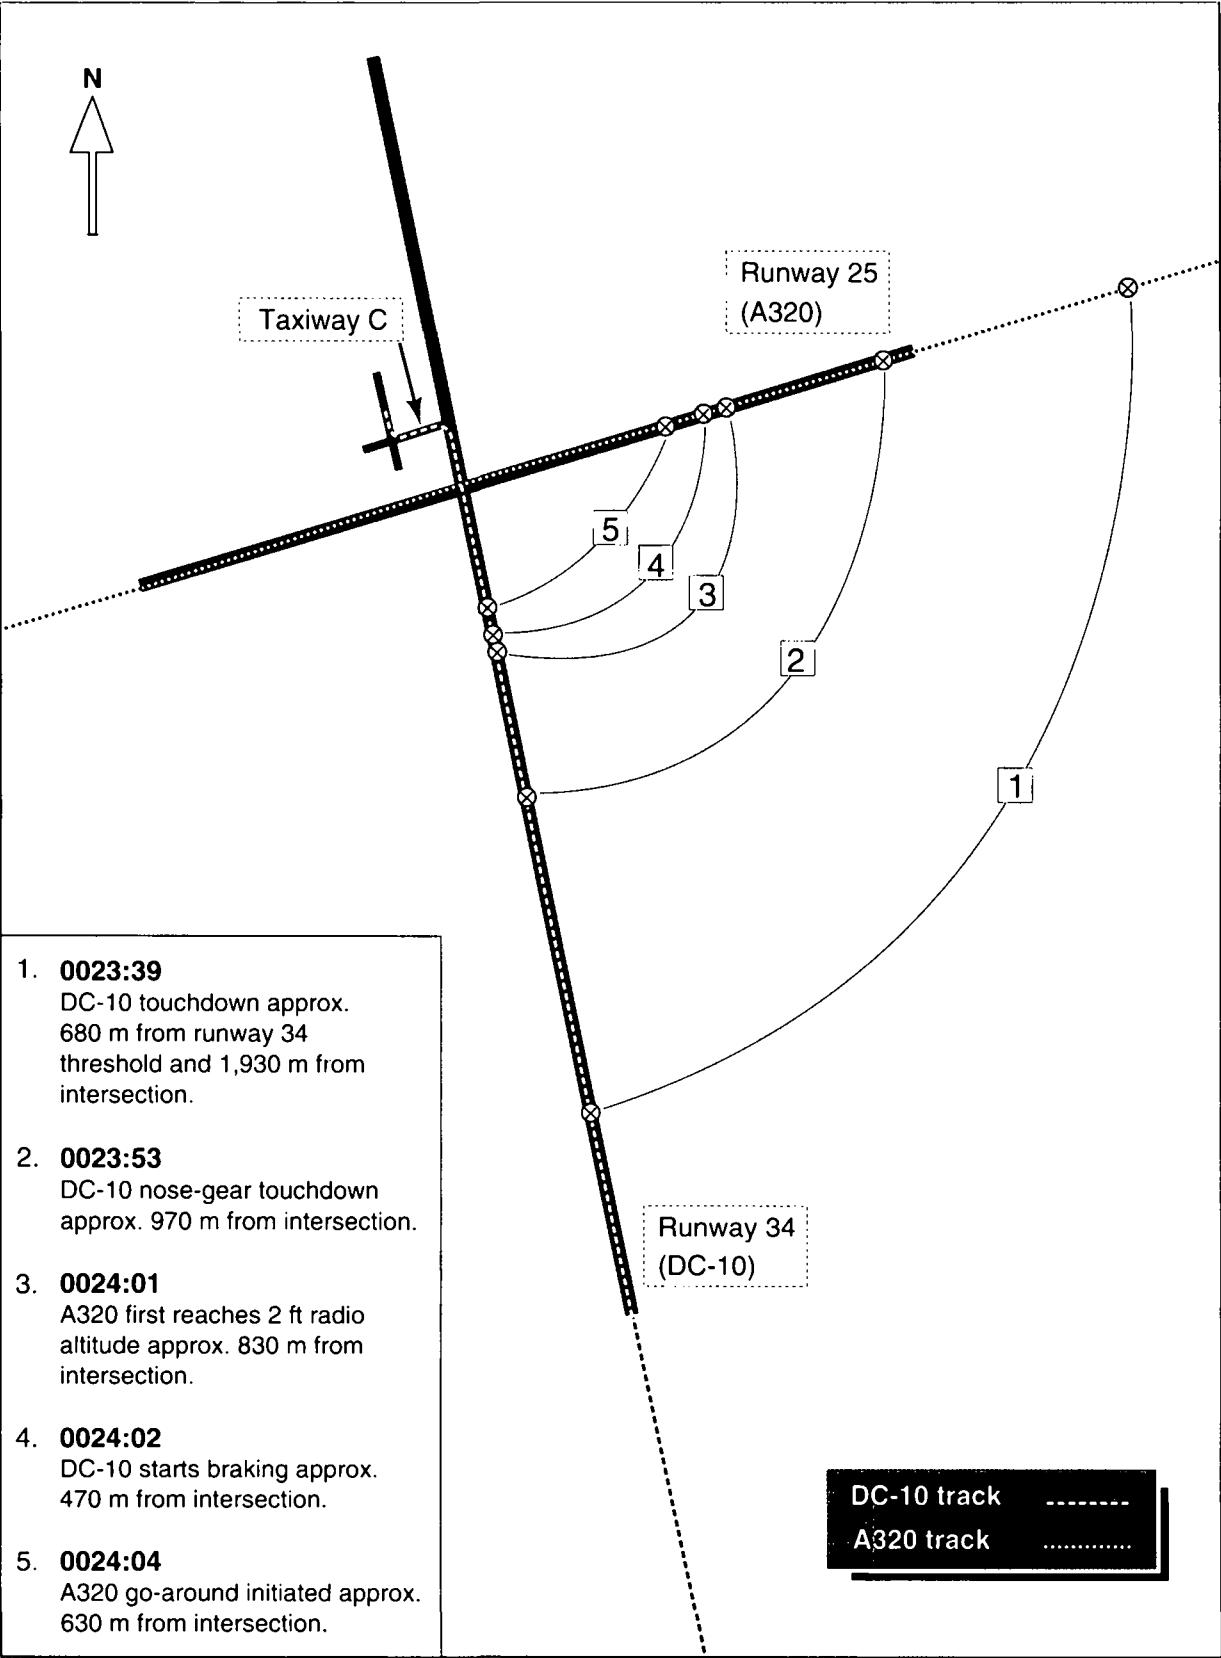 N
Runway 25
(A320)
Taxiway C
5
4
3
2
1
Runway 34
(DC-10)
1. 0023:39
DC-10 touchdown approx.
680 m from runway 34
threshold and 1,930 m from
intersection.
2. 0023:53
DC-10 nose-gear touchdown
approx. 970 m from intersection.
3. 0024:01
A320 first reaches 2 ft radio
altitude approx. 830 m from
intersection.
4. 0024:02
DC-10 starts braking approx.
470 m from intersection.
5. 0024:04
A320 go-around initiated approx.
630 m from intersection.
DC-10 track
A320 track